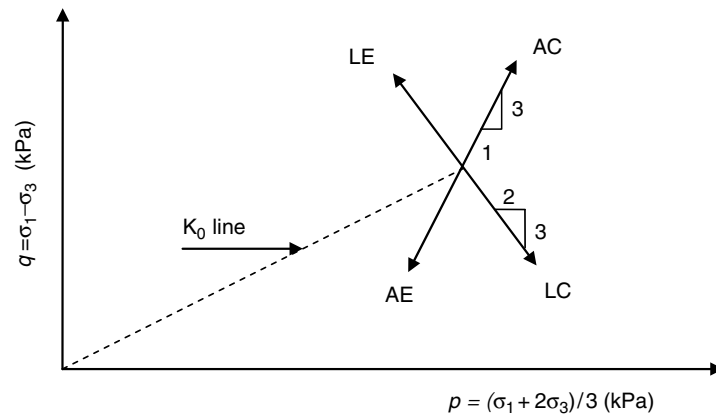 LE
AC
3
1
q = σ₁–σ₃ (kPa)
K₀ line
2
3
AE
LC
p = (σ₁ + 2σ₃)/3 (kPa)